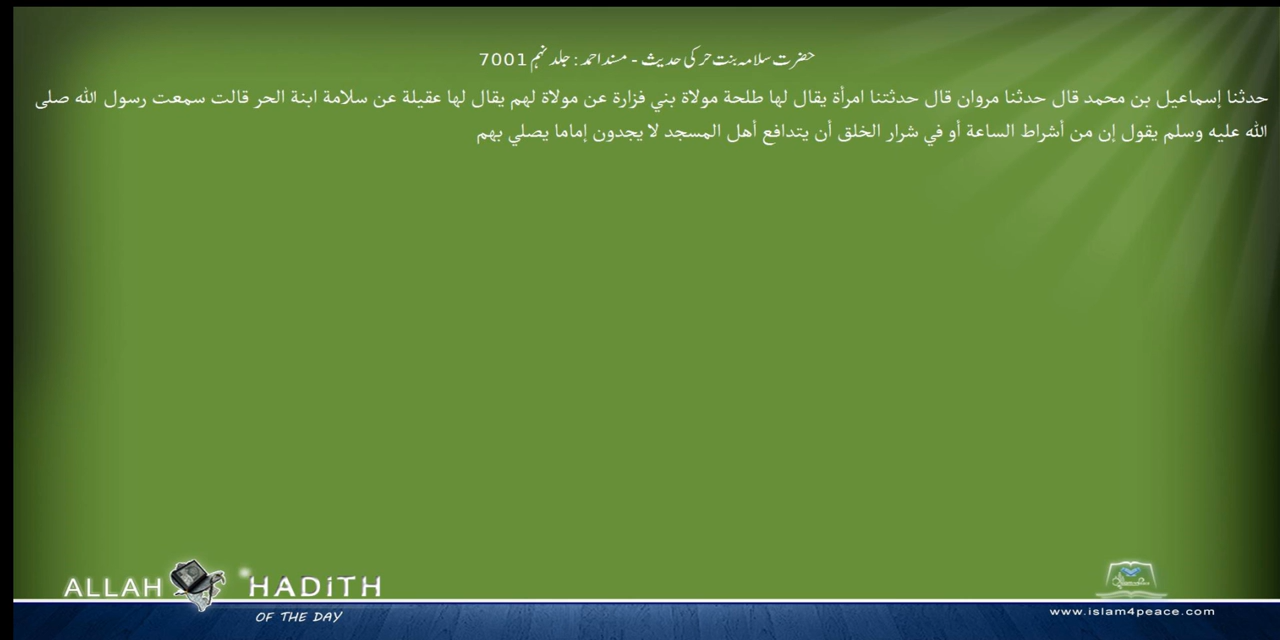 حضرت سلامہ بنت حر کی حدیث - مسند احمد : جلد نہم 7001
حدثنا إسماعيل بن محمد قال حدثنا مروان قال حدثتنا امرأة يقال لها طلحة مولاة بني فزارة عن مولاة لهم يقال لها عقيلة عن سلامة ابنة الحر قالت سمعت رسول الله صلى
الله عليه وسلم يقول إن من أشراط الساعة أو في شرار الخلق أن يتدافع أهل المسجد لا يجدون إماما يصلي بهم
ALLAH HADITH
OF THE DAY
www.islam4peace.com